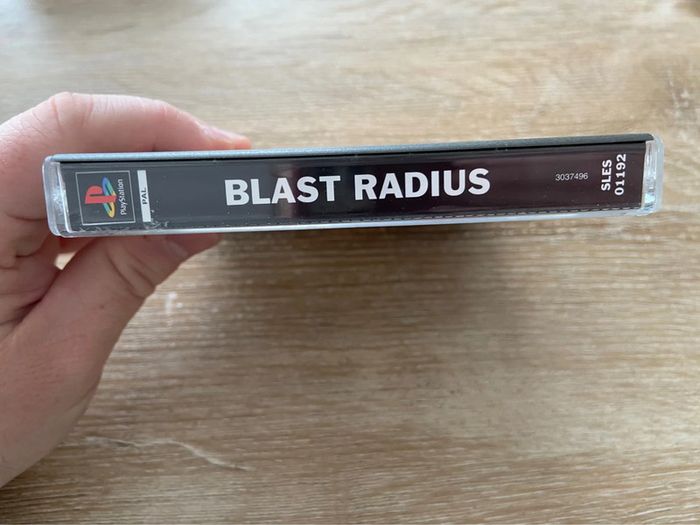 PlayStation
PAL
BLAST RADIUS
3037496
SLES
01192